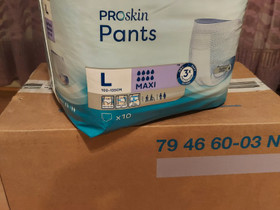 PROskin
Pants
L
MAXI
3
x10
79 46 60-03 N